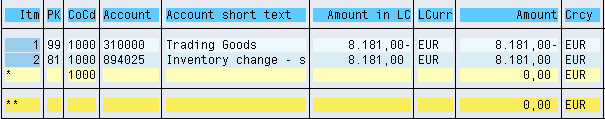 Itm PK CoCd Account Account short text Amount in LC LCurr Amount Crcy
1 99 1000 310000 Trading Goods 8.181,00- EUR 8.181,00- EUR
2 81 1000 894025 Inventory change - s 8.181,00 EUR 8.181,00 EUR
* 1000 0,00 EUR
** 0,00 EUR